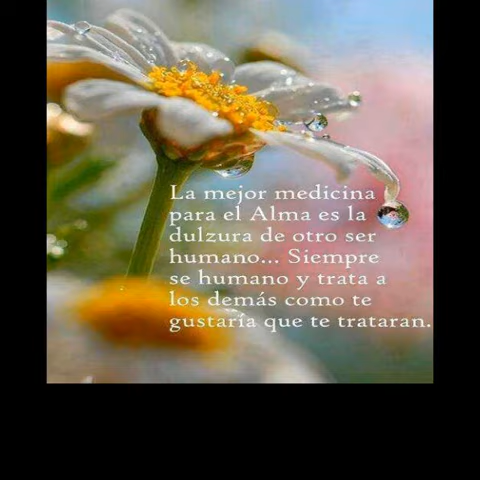 La mejor medicina
para el Alma es la
dulzura de otro ser
humano... Siempre
se humano y trata a
los demás como te
gustaría que te trataran.